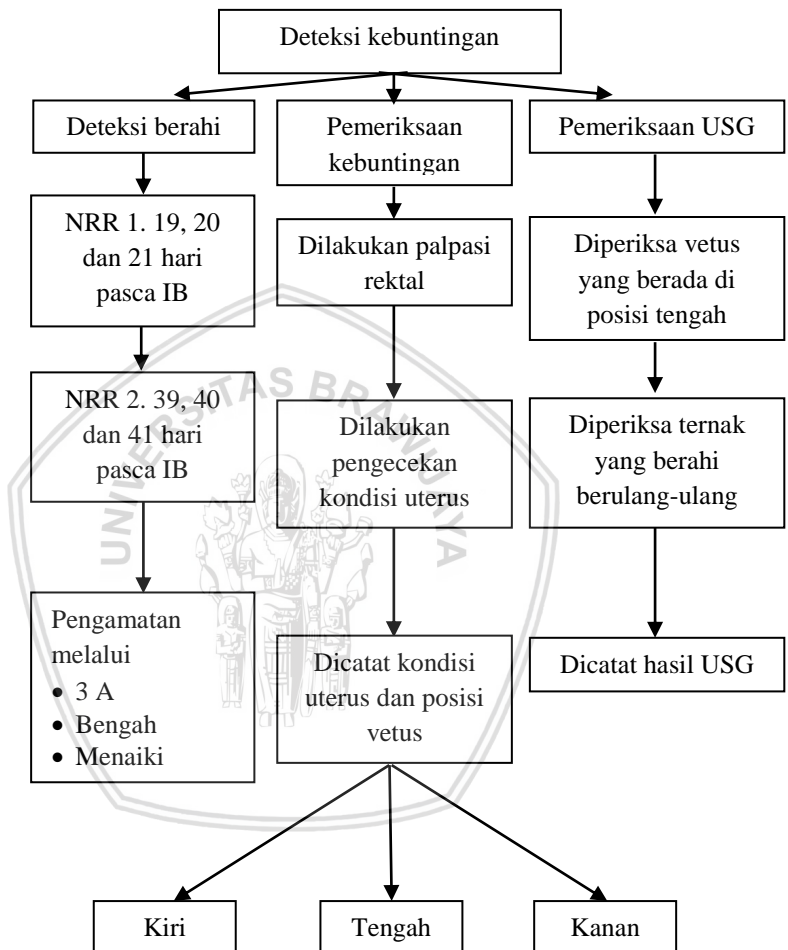 Deteksi kebuntingan
Deteksi berahi
NRR 1. 19, 20
dan 21 hari
pasca IB
NRR 2. 39, 40
dan 41 hari
pasca IB
Pengamatan
melalui
• 3 A
• Bengah
• Menaiki
Pemeriksaan
kebuntingan
Dilakukan palpasi
rektal
Dilakukan
pengecekan
kondisi uterus
Dicatat kondisi
uterus dan posisi
vetus
Kiri
Tengah
Kanan
Pemeriksaan USG
Diperiksa vetus
yang berada di
posisi tengah
Diperiksa ternak
yang berahi
berulang-ulang
Dicatat hasil USG
UNIVERSITAS BRAWIJAYA